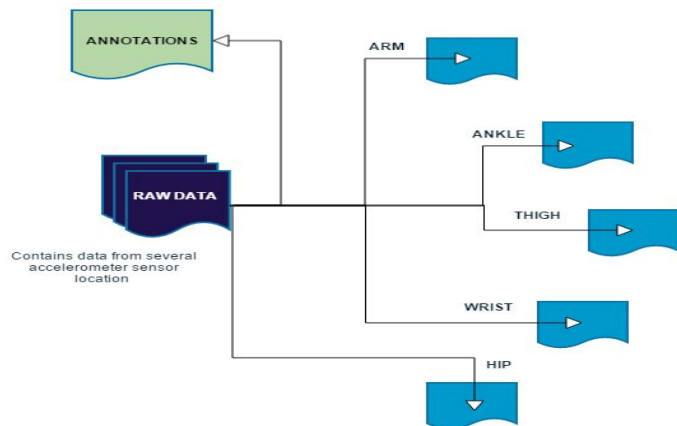 ANNOTATIONS
ARM
ANKLE
RAW DATA
THIGH
Contains data from several
accelerometer sensor
location
WRIST
HIP